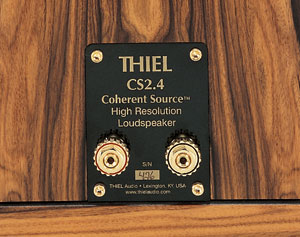 THIEL
CS2.4
Coherent Source™
High Resolution
Loudspeaker
S/N
THIEL Audio • Lexington, KY, USA
www.thielaudio.com